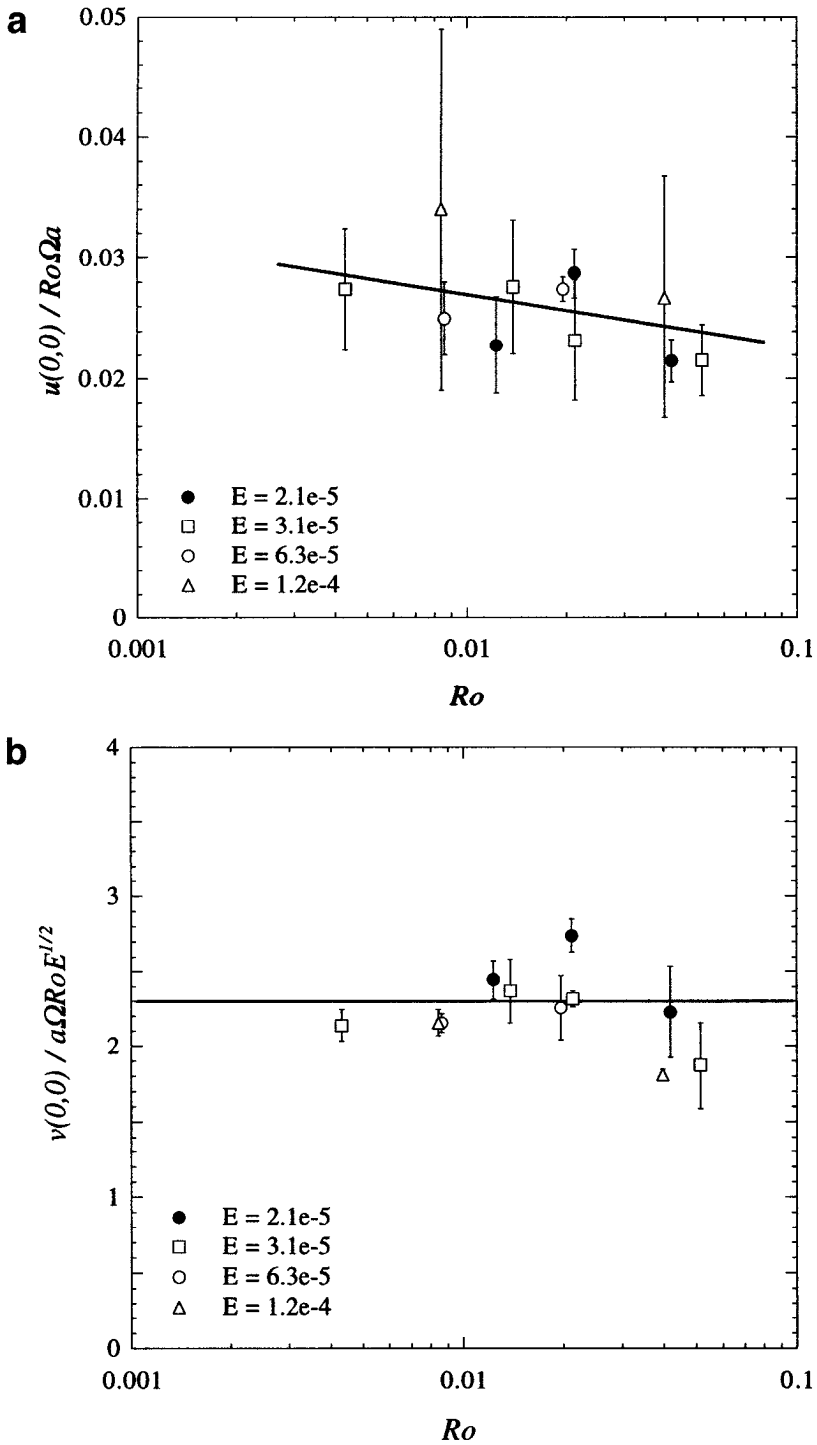 a
0.05
0.04
0.03
0.02
0.01
0
u(0,0) / RoΩa
E = 2.1e-5
E = 3.1e-5
E = 6.3e-5
E = 1.2e-4
0.001
0.01
0.1
Ro
b
4
3
2
1
0
v(0,0) / aΩRoE^{1/2}
E = 2.1e-5
E = 3.1e-5
E = 6.3e-5
E = 1.2e-4
0.001
0.01
0.1
Ro